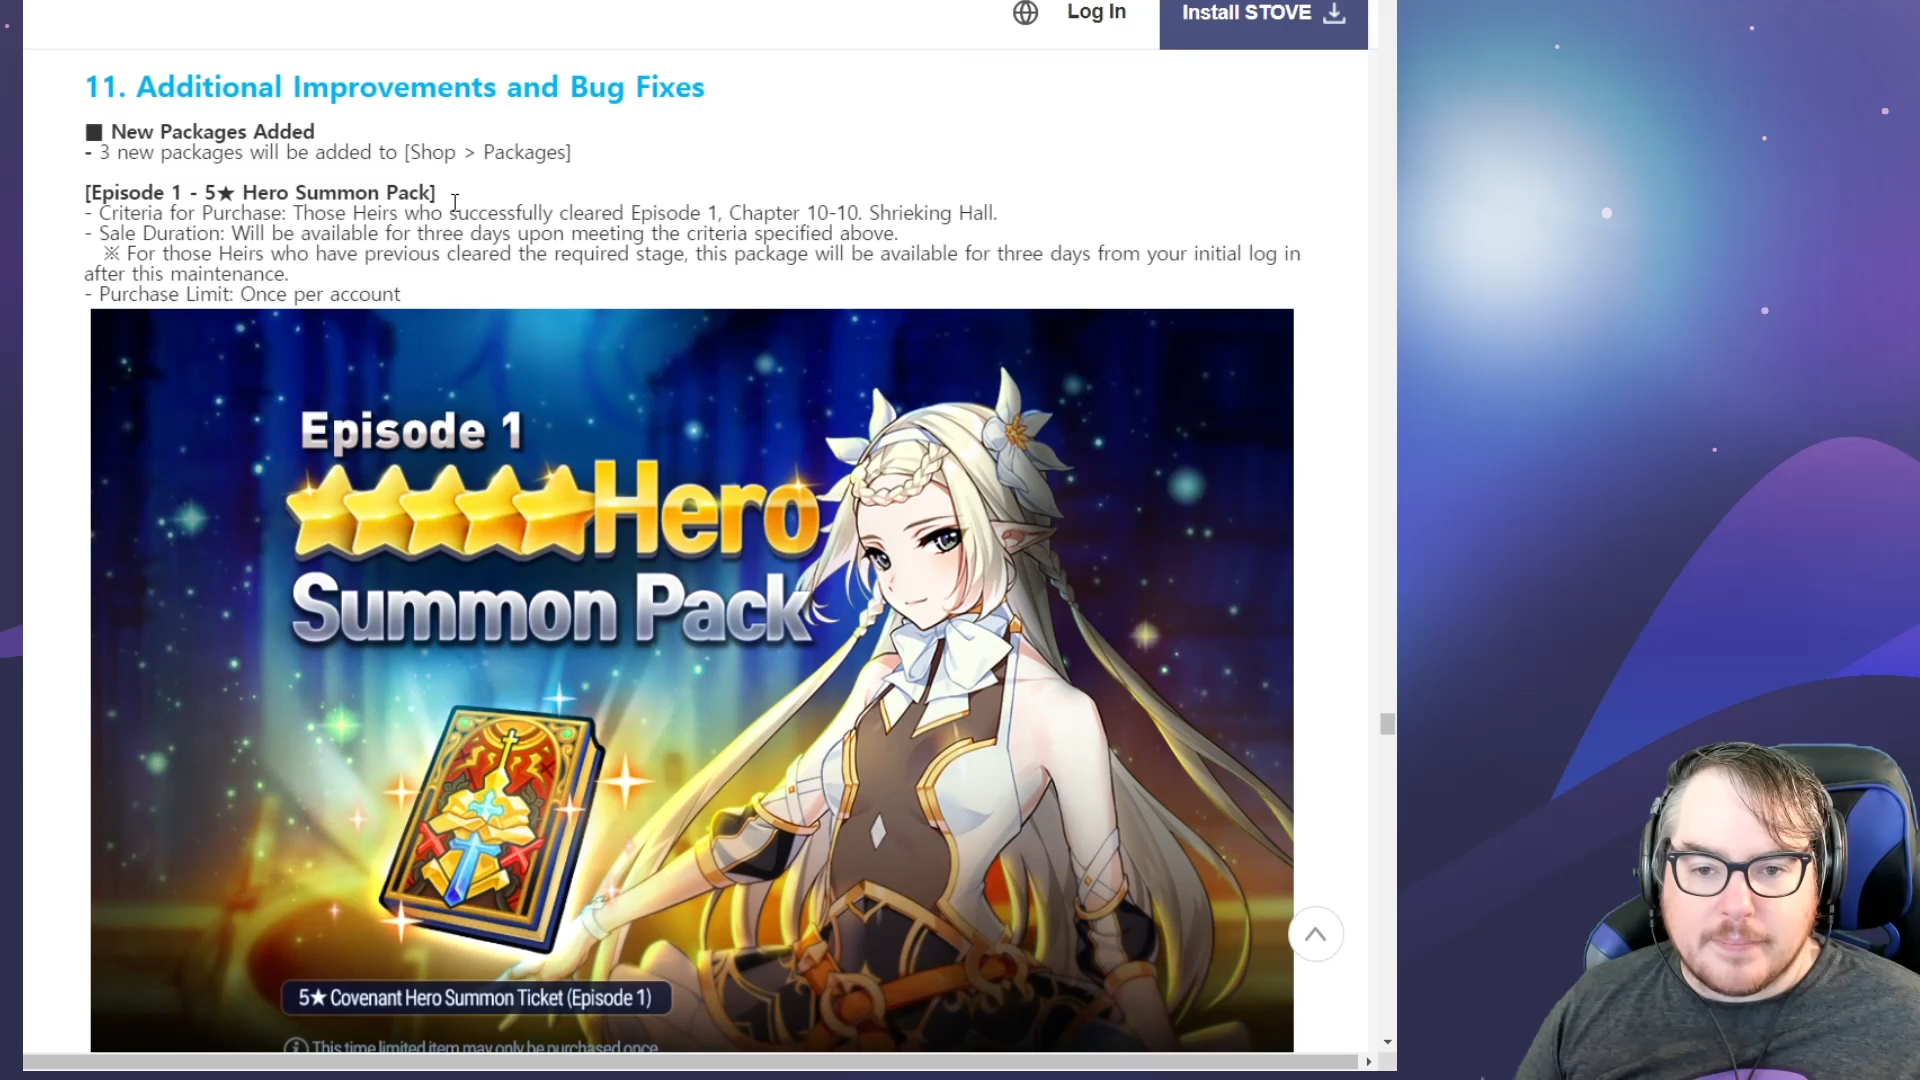 Log In
Install STOVE
11. Additional Improvements and Bug Fixes
■ New Packages Added
- 3 new packages will be added to [Shop > Packages]
[Episode 1 - 5★ Hero Summon Pack]
- Criteria for Purchase: Those Heirs who successfully cleared Episode 1, Chapter 10-10. Shrieking Hall.
- Sale Duration: Will be available for three days upon meeting the criteria specified above.
※ For those Heirs who have previous cleared the required stage, this package will be available for three days from your initial log in
after this maintenance.
- Purchase Limit: Once per account
Episode 1
★★★★★Hero
Summon Pack
5★ Covenant Hero Summon Ticket (Episode 1)
This time limited item may only be purchased once